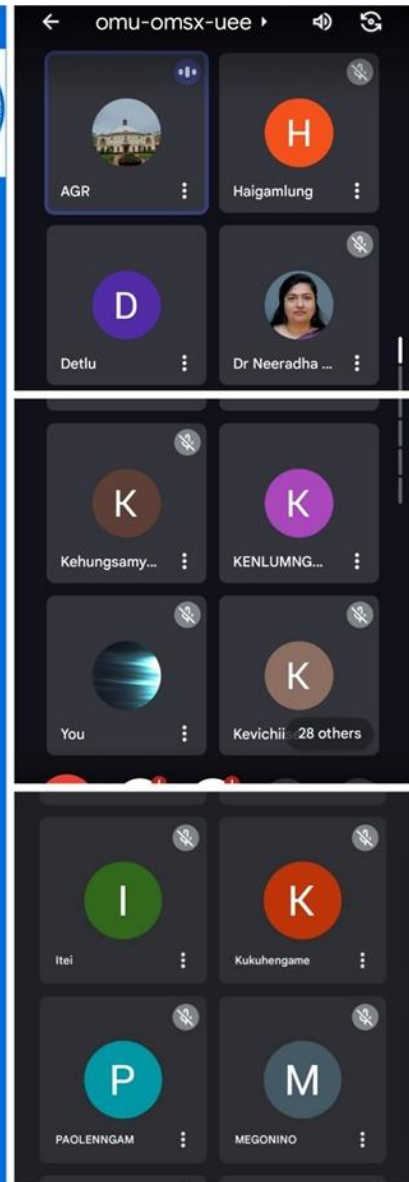 omu-omsx-uee
H
AGR
Haigamlung
D
Detlu
Dr Neeradha ...
K
K
Kehungsamy...
KENLUMNG...
You
K
Kevichii
28 others
I
K
Itei
Kukuhengame
P
M
PAOLENNGAM
MEGONINO